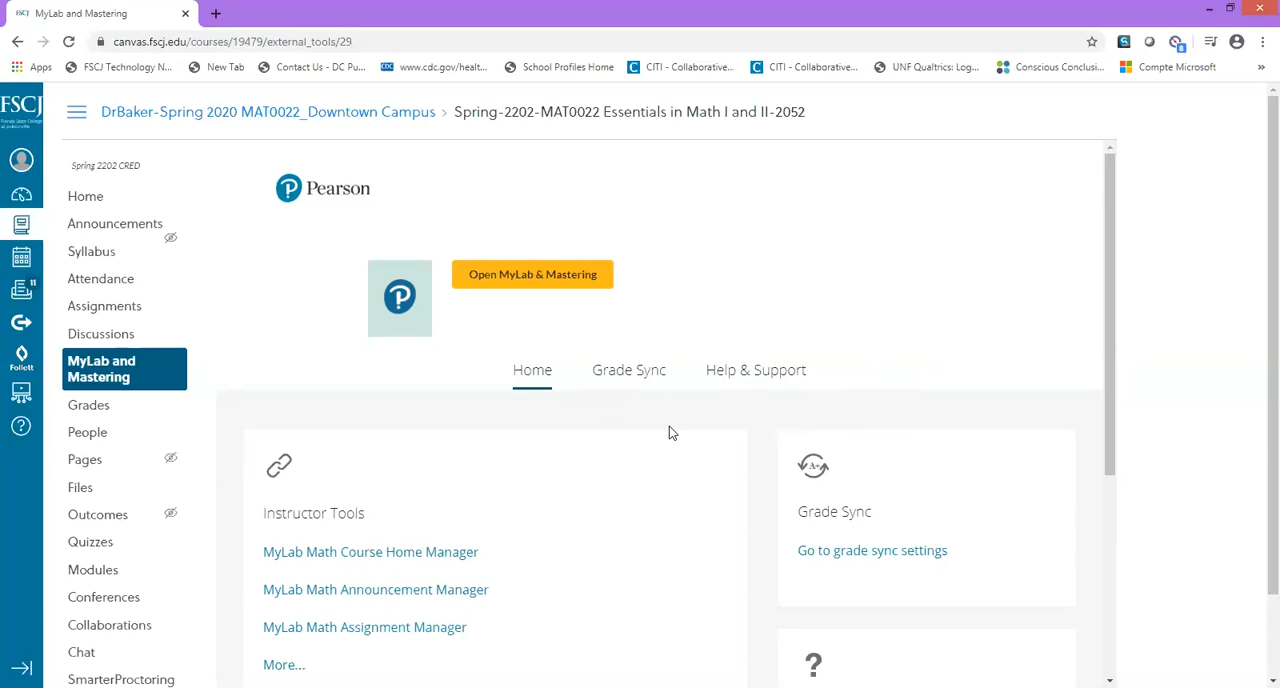 FSCJ MyLab and Mastering
canvas.fscj.edu/courses/19479/external_tools/29
8
Apps FSCJ Technology N... New Tab Contact Us - DC Pu... CDC www.cdc.gov/healt... School Profiles Home C CITI - Collaborative... C CITI - Collaborative... UNF Qualtrics: Log... Conscious Conclusi... Compte Microsoft »
FSCJ
DrBaker-Spring 2020 MAT0022_Downtown Campus › Spring-2202-MAT0022 Essentials in Math I and II-2052
Spring 2202 CRED
Pearson
Home
Announcements
Syllabus
Attendance
Assignments
Discussions
MyLab and
Mastering
Grades
People
Pages
Files
Outcomes
Quizzes
Modules
Conferences
Collaborations
Chat
SmarterProctoring
11
Follett
Open MyLab & Mastering
Home Grade Sync Help & Support
Instructor Tools
MyLab Math Course Home Manager
MyLab Math Announcement Manager
MyLab Math Assignment Manager
More...
A+
Grade Sync
Go to grade sync settings
?